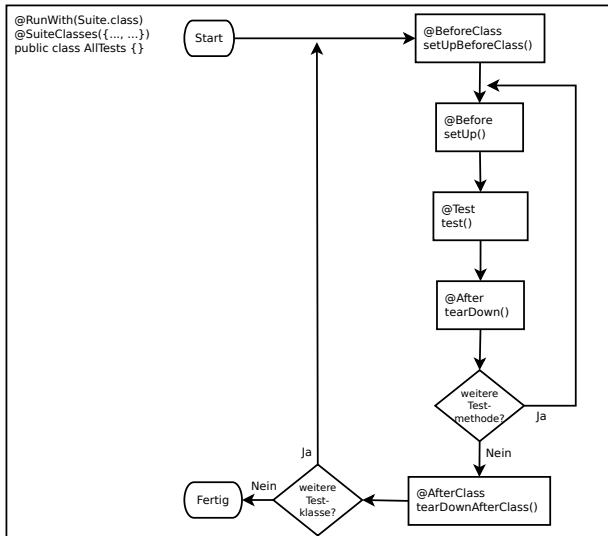 @RunWith(Suite.class)
@SuiteClasses({..., ...})
public class AllTests {}
Start
@BeforeClass
setUpBeforeClass()
@Before
setUp()
@Test
test()
@After
tearDown()
weitere
Test-
methode?
Ja
Nein
@AfterClass
tearDownAfterClass()
weitere
Test-
klasse?
Ja
Nein
Fertig